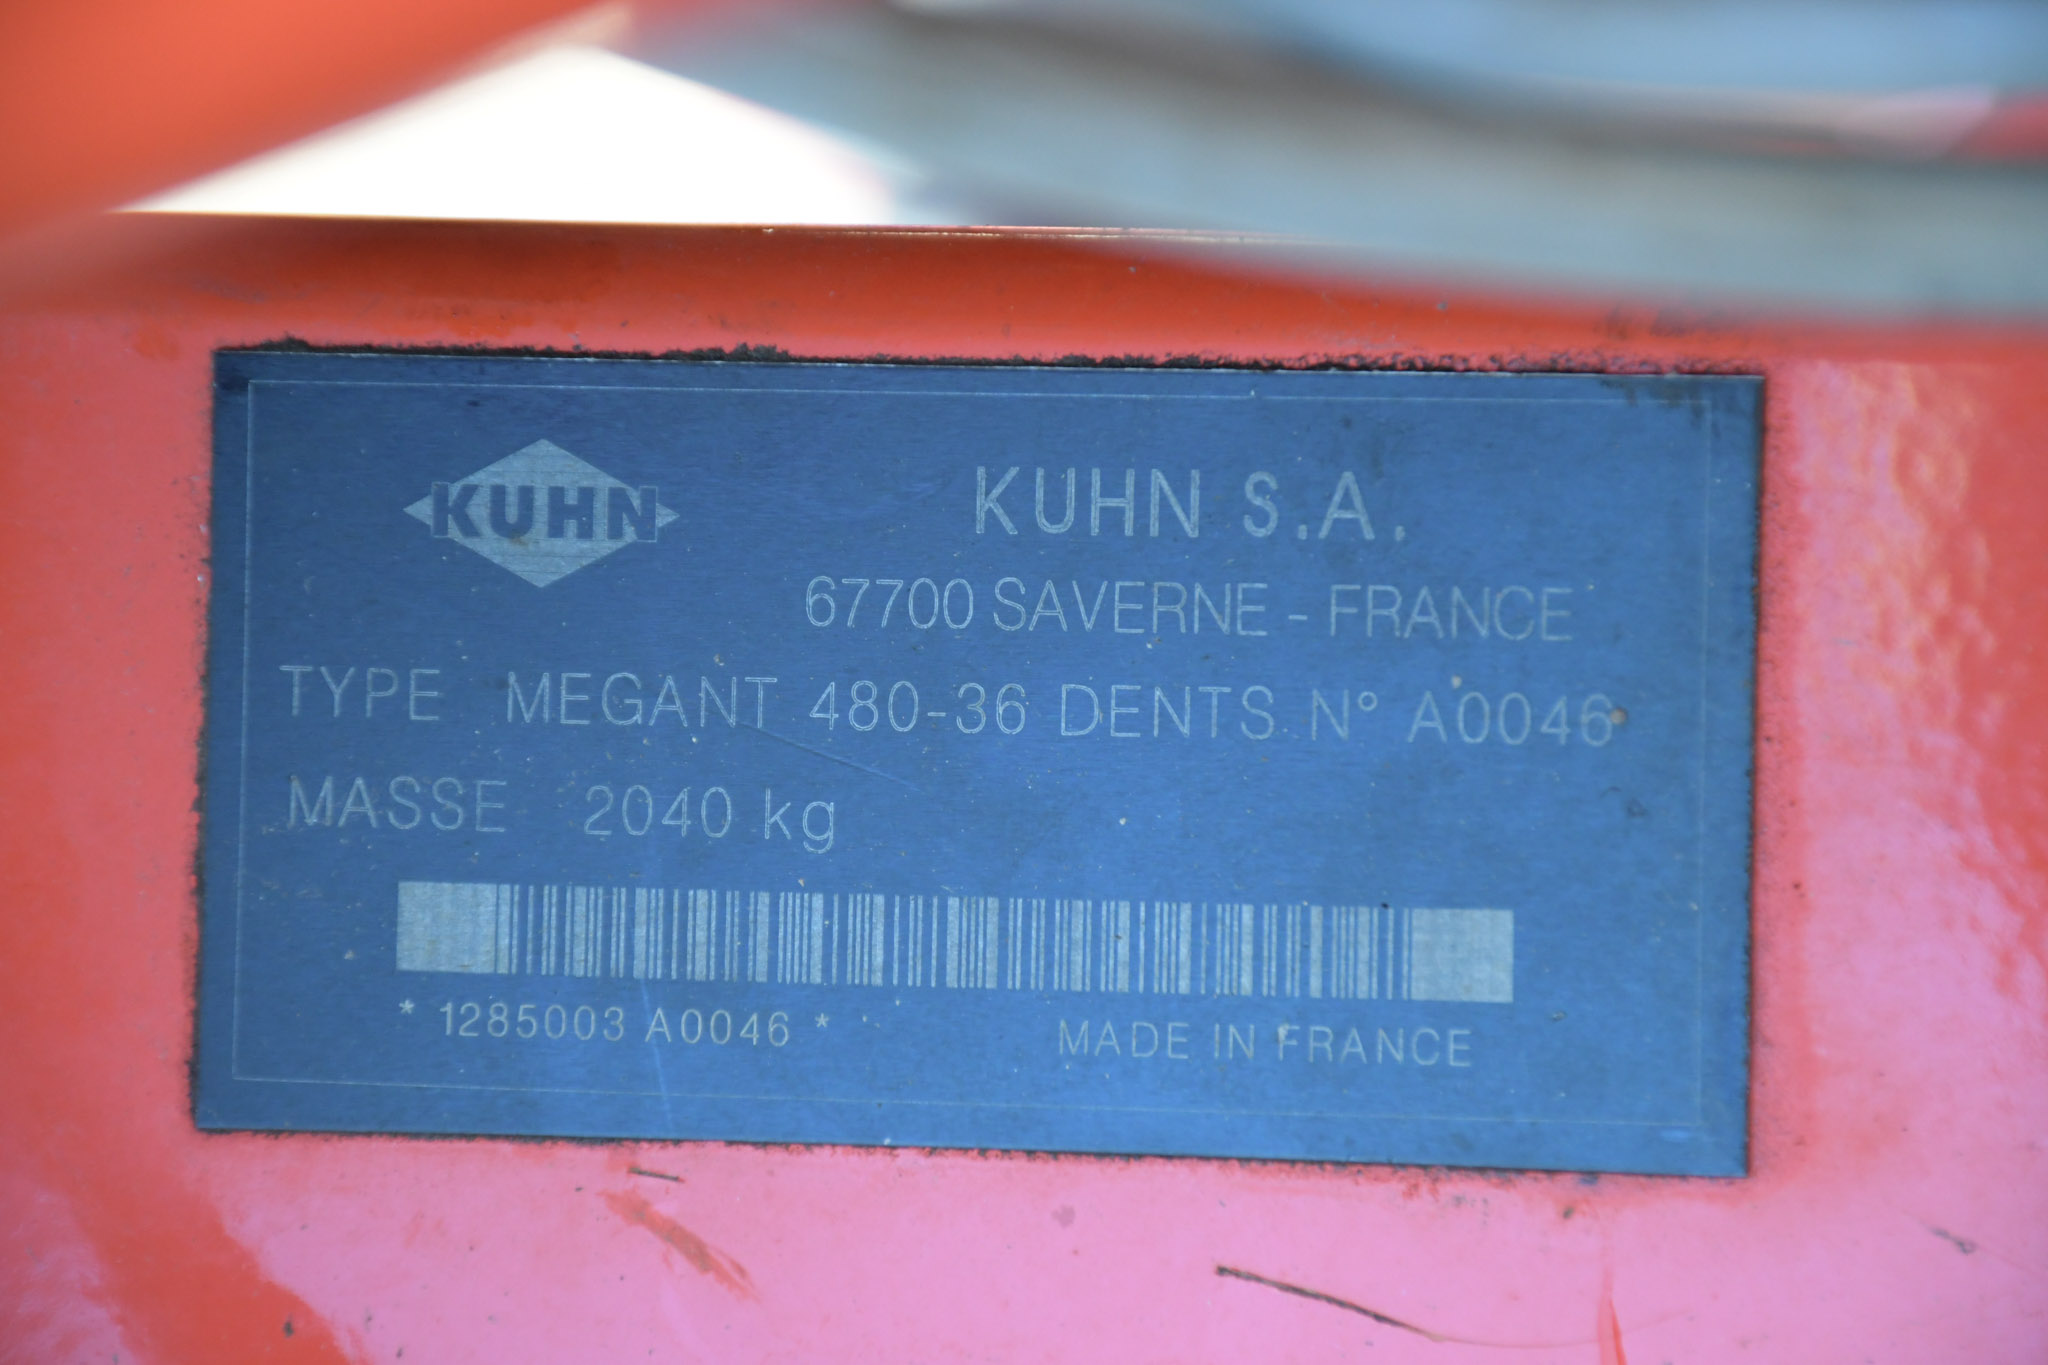 KUHN
KUHN S.A.
67700 SAVERNE - FRANCE
TYPE MEGANT 480-36 DENTS N° A0046
MASSE 2040 kg
* 1285003 A0046 *
MADE IN FRANCE